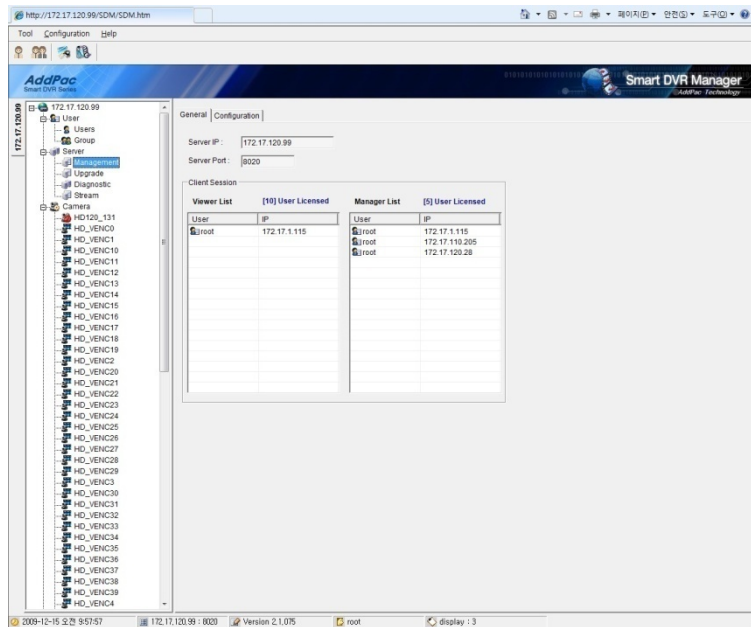 http://172.17.120.99/SDM/SDM.htm
페이지(P) 안전(S) 도구(O)
Tool Configuration Help
AddPac
Smart DVR Series
Smart DVR Manager
AddPac Technology
172.17.120.99
172.17.120.99
User
Users
Group
Server
Management
Upgrade
Diagnostic
Stream
Camera
HD120_131
HD_VENC0
HD_VENC1
HD_VENC10
HD_VENC11
HD_VENC12
HD_VENC13
HD_VENC14
HD_VENC15
HD_VENC16
HD_VENC17
HD_VENC18
HD_VENC19
HD_VENC2
HD_VENC20
HD_VENC21
HD_VENC22
HD_VENC23
HD_VENC24
HD_VENC25
HD_VENC26
HD_VENC27
HD_VENC28
HD_VENC29
HD_VENC3
HD_VENC30
HD_VENC31
HD_VENC32
HD_VENC33
HD_VENC34
HD_VENC35
HD_VENC36
HD_VENC37
HD_VENC38
HD_VENC39
HD_VENC4
General Configuration
Server IP : 172.17.120.99
Server Port : 8020
Client Session
Viewer List [10] User Licensed
User IP
root 172.17.1.115
Manager List [5] User Licensed
User IP
root 172.17.1.115
root 172.17.110.205
root 172.17.120.28
2009-12-15 오전 9:57:57 172.17.120.99 : 8020 Version 2.1.075 root display : 3